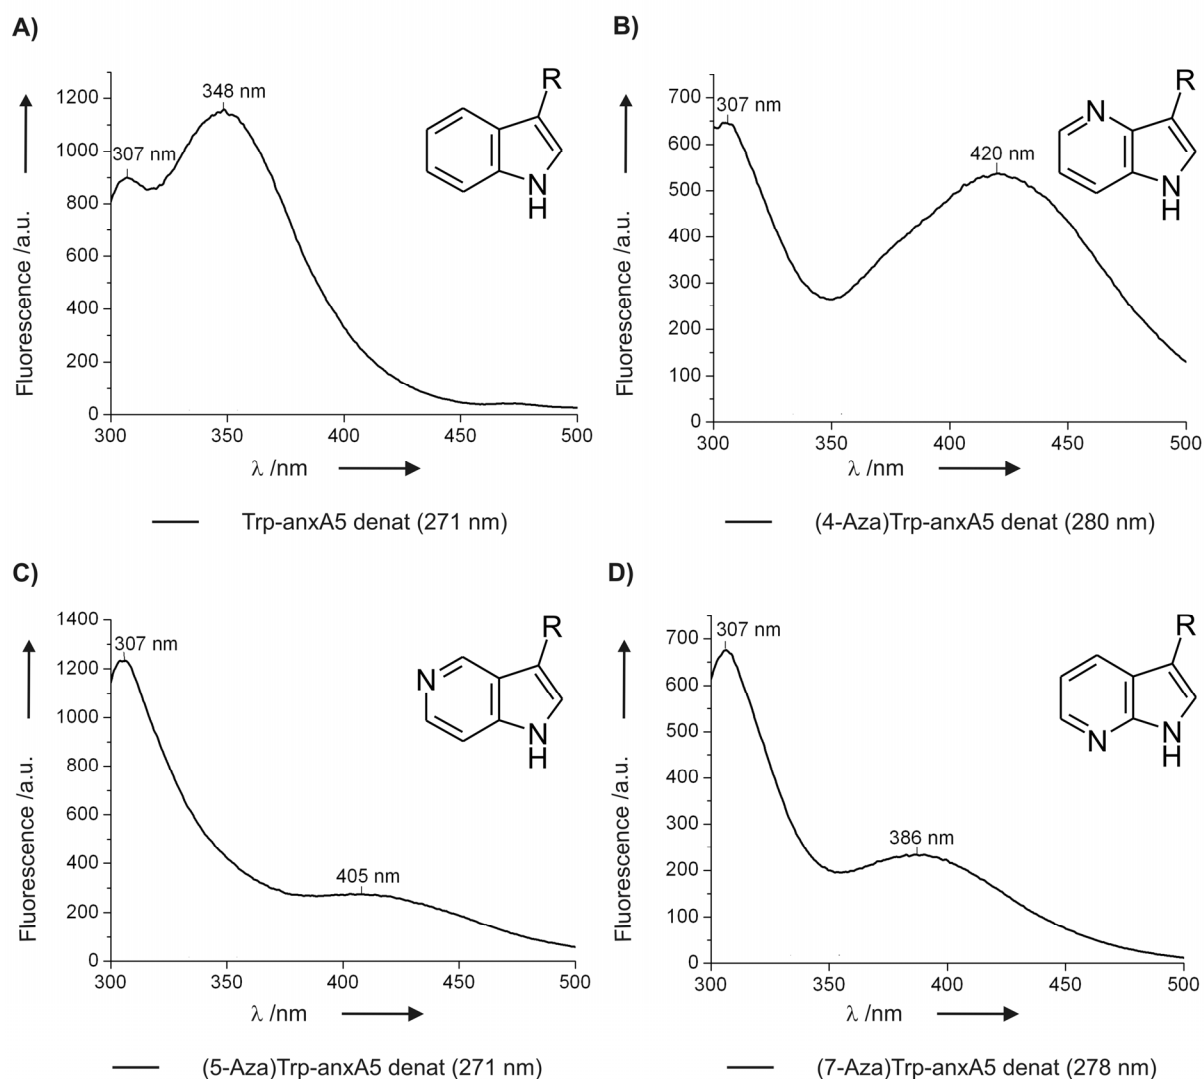 A)
348 nm
307 nm
R
N
H
Fluorescence /a.u.
1200
1000
800
600
400
200
0
300 350 400 450 500
λ /nm
Trp-anxA5 denat (271 nm)
B)
307 nm
420 nm
R
N
N
H
Fluorescence /a.u.
700
600
500
400
300
200
100
0
300 350 400 450 500
λ /nm
(4-Aza)Trp-anxA5 denat (280 nm)
C)
307 nm
405 nm
R
N
N
H
Fluorescence /a.u.
1400
1200
1000
800
600
400
200
0
300 350 400 450 500
λ /nm
(5-Aza)Trp-anxA5 denat (271 nm)
D)
307 nm
386 nm
R
N
N
H
Fluorescence /a.u.
700
600
500
400
300
200
100
0
300 350 400 450 500
λ /nm
(7-Aza)Trp-anxA5 denat (278 nm)